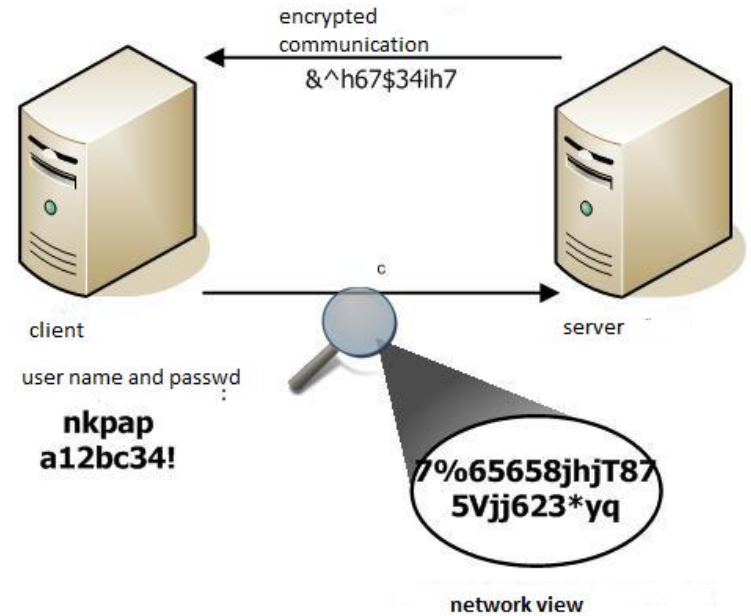 encrypted
communication
&^h67$34ih7
c
client
server
user name and passwd
:
nkpap
a12bc34!
7%65658jhjT87
5Vjj623*yq
network view